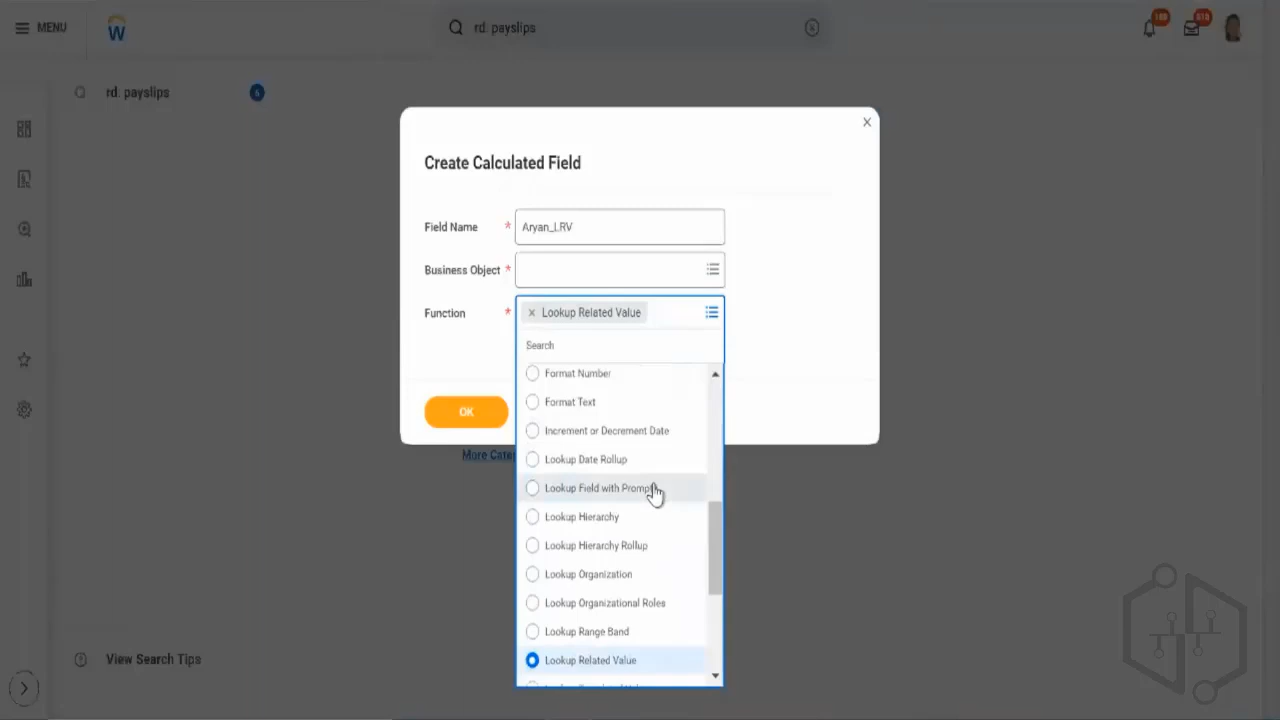 MENU
W
rd: payslips
rd: payslips
Create Calculated Field
Field Name * Aryan_LRV
Business Object *
Function * × Lookup Related Value
Search
Format Number
Format Text
Increment or Decrement Date
Lookup Date Rollup
Lookup Field with
Lookup Hierarchy
Lookup Hierarchy Rollup
Lookup Organization
Lookup Organizational Roles
Lookup Range Band
Lookup Related Value
OK
More
View Search Tips